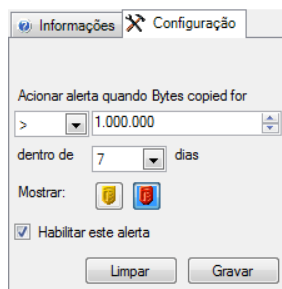 Informações Configuração
Acionar alerta quando Bytes copied for
> 1.000.000
dentro de 7 dias
Mostrar:
Habilitar este alerta
Limpar Gravar